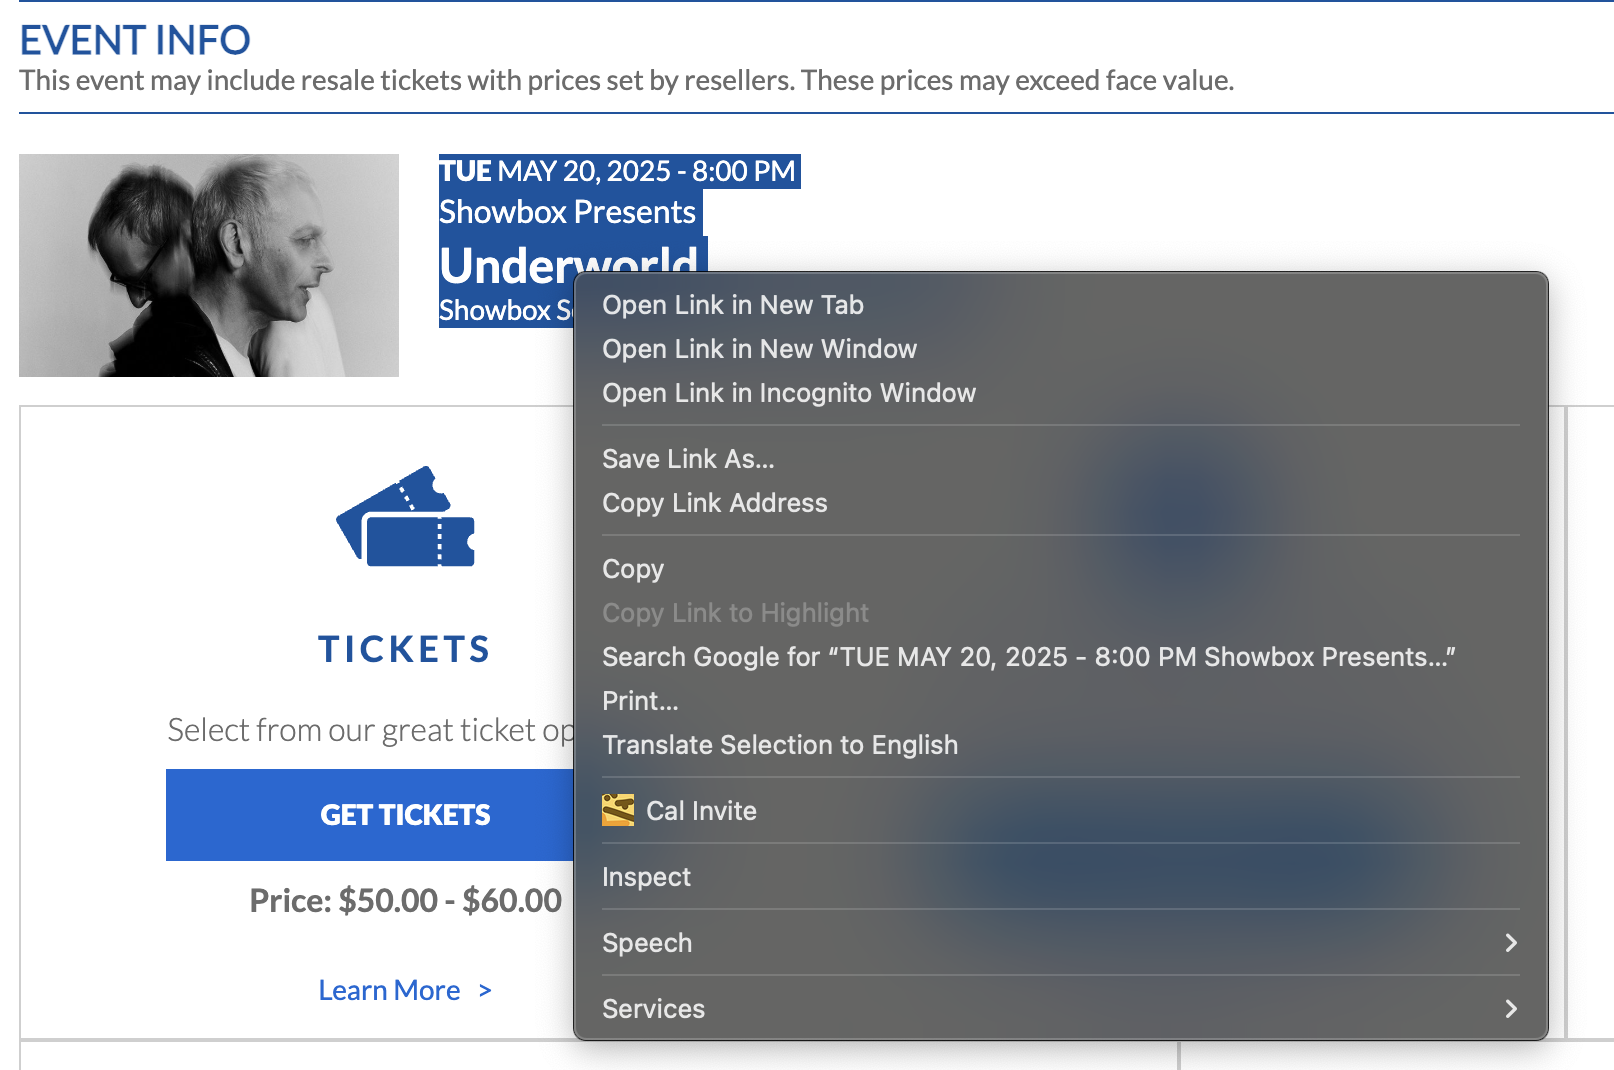 EVENT INFO
This event may include resale tickets with prices set by resellers. These prices may exceed face value.
TUE MAY 20, 2025 - 8:00 PM
Showbox Presents
Underworld
Showbox
Open Link in New Tab
Open Link in New Window
Open Link in Incognito Window
Save Link As...
Copy Link Address
Copy
Copy Link to Highlight
Search Google for “TUE MAY 20, 2025 - 8:00 PM Showbox Presents...”
Print...
Translate Selection to English
Cal Invite
Inspect
Speech
Services
TICKETS
Select from our great ticket
GET TICKETS
Price: $50.00 - $60.00
Learn More >